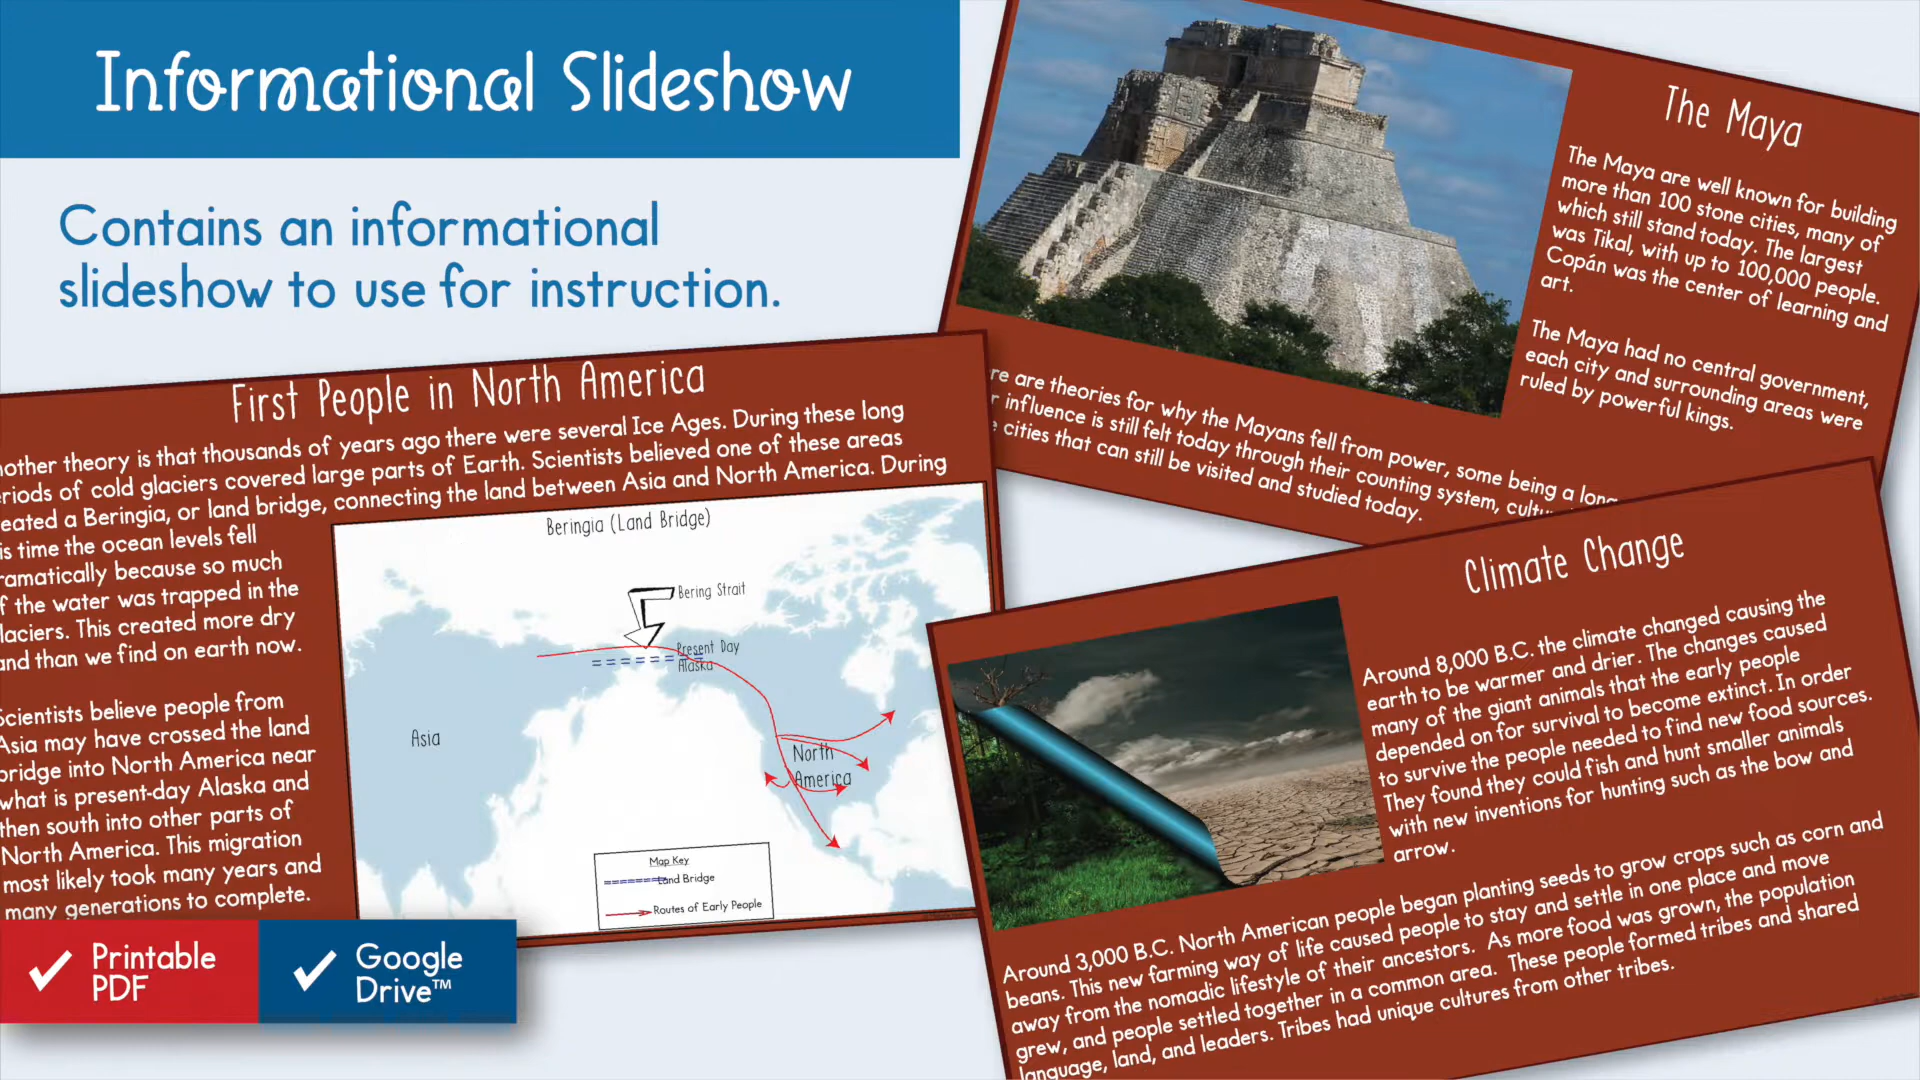 Informational Slideshow
Contains an informational
slideshow to use for instruction.
First People in North America
other theory is that thousands of years ago there were several Ice Ages. During these long
riods of cold glaciers covered large parts of Earth. Scientists believed one of these areas
eated a Beringia, or land bridge, connecting the land between Asia and North America. During
is time the ocean levels fell
ramatically because so much
f the water was trapped in the
laciers. This created more dry
and than we find on earth now.
Scientists believe people from
Asia may have crossed the land
bridge into North America near
what is present-day Alaska and
then south into other parts of
North America. This migration
most likely took many years and
many generations to complete.
Beringia (Land Bridge)
Bering Strait
Present Day
Alaska
Asia
North
America
Map Key
Land Bridge
Routes of Early People
Printable
PDF
Google
Drive™
The Maya
The Maya are well known for building
more than 100 stone cities, many of
which still stand today. The largest
was Tikal, with up to 100,000 people.
Copán was the center of learning and
art.
The Maya had no central government,
each city and surrounding areas were
ruled by powerful kings.
re are theories for why the Mayans fell from power, some being a long
r influence is still felt today through their counting system,
e cities that can still be visited and studied today.
Climate Change
Around 8,000 B.C. the climate changed causing the
earth to be warmer and drier. The changes caused
many of the giant animals that the early people
depended on for survival to become extinct. In order
to survive the people needed to find new food sources.
They found they could fish and hunt smaller animals
with new inventions for hunting such as the bow and
arrow.
Around 3,000 B.C. North American people began planting seeds to grow crops such as corn and
beans. This new farming way of life caused people to stay and settle in one place and move
away from the nomadic lifestyle of their ancestors. As more food was grown, the population
grew, and people settled together in a common area. These people formed tribes and shared
language, land, and leaders. Tribes had unique cultures from other tribes.